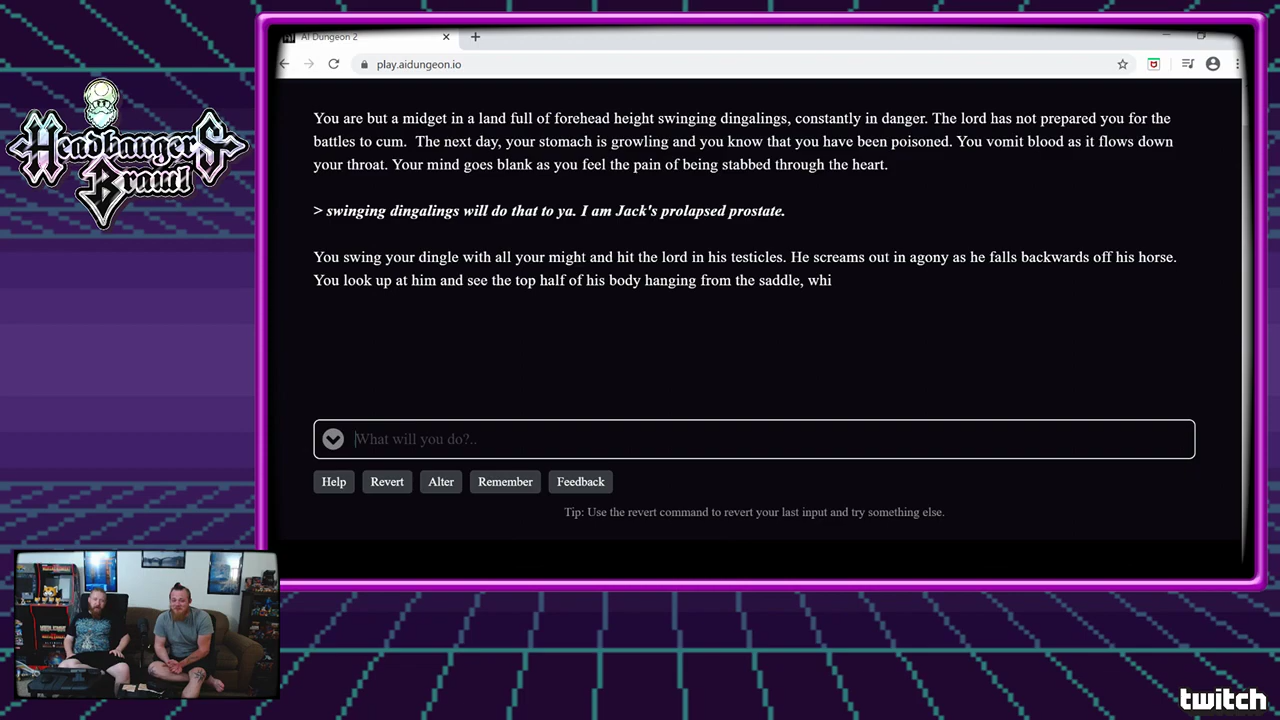 AI Dungeon 2
play.aidungeon.io
Headbangers
Brawl
You are but a midget in a land full of forehead height swinging dingalings, constantly in danger. The lord has not prepared you for the
battles to cum.  The next day, your stomach is growling and you know that you have been poisoned. You vomit blood as it flows down
your throat. Your mind goes blank as you feel the pain of being stabbed through the heart.
> swinging dingalings will do that to ya. I am Jack's prolapsed prostate.
You swing your dingle with all your might and hit the lord in his testicles. He screams out in agony as he falls backwards off his horse.
You look up at him and see the top half of his body hanging from the saddle, whi
What will you do?..
Help Revert Alter Remember Feedback
Tip: Use the revert command to revert your last input and try something else.
twitch